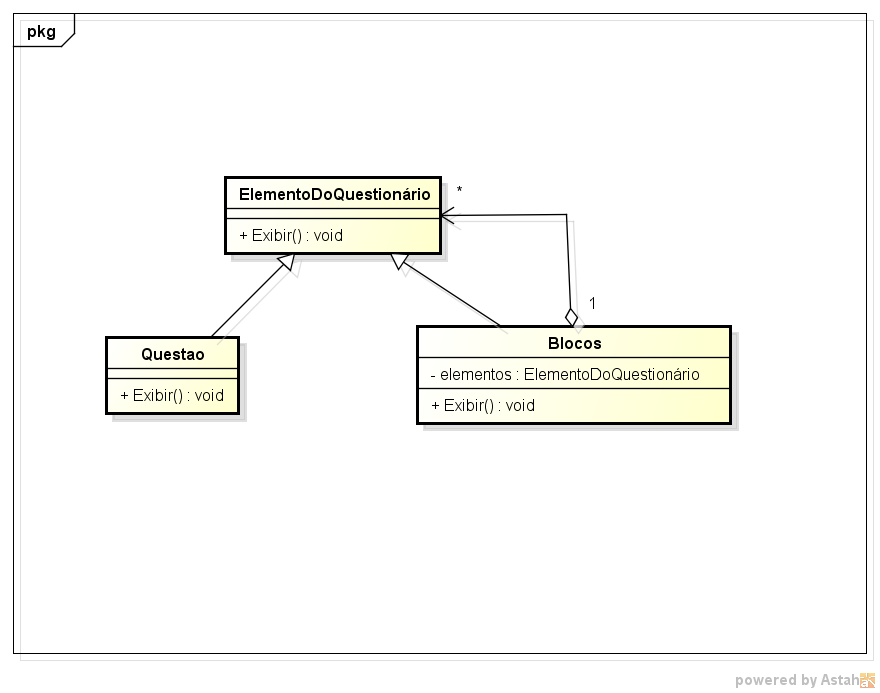 pkg
ElementoDoQuestionário
*
+ Exibir() : void
1
Questao
+ Exibir() : void
Blocos
- elementos : ElementoDoQuestionário
+ Exibir() : void
powered by Astah